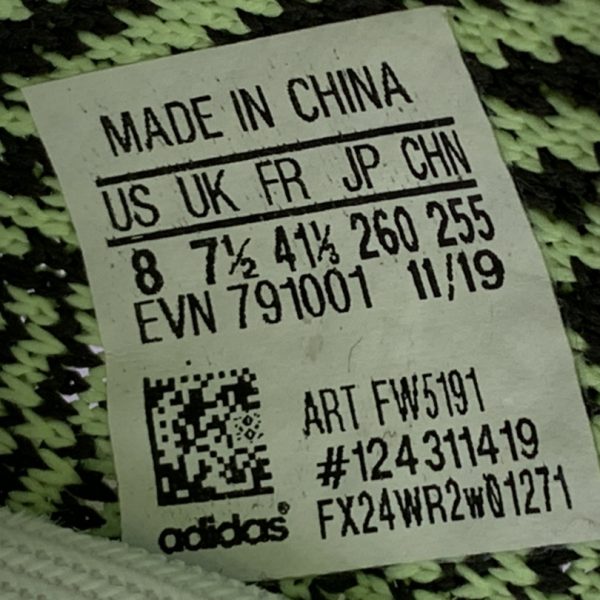 MADE IN CHINA
US UK FR JP CHN
8 7½ 41⅓ 260 255
EVN 791001 11/19
ART FW5191
#124311419
adidas® FX24WR2w01271